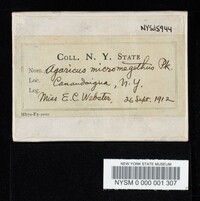 NYSf5944
COLL. N. Y. STATE
Nom. Agaricus micromegethus Pk.
Loc. Canandaigua, N. Y.
Leg. Miss E. C. Webster 26 Sept. 1912
NEW YORK STATE MUSEUM
NYSM 0 000 001 307